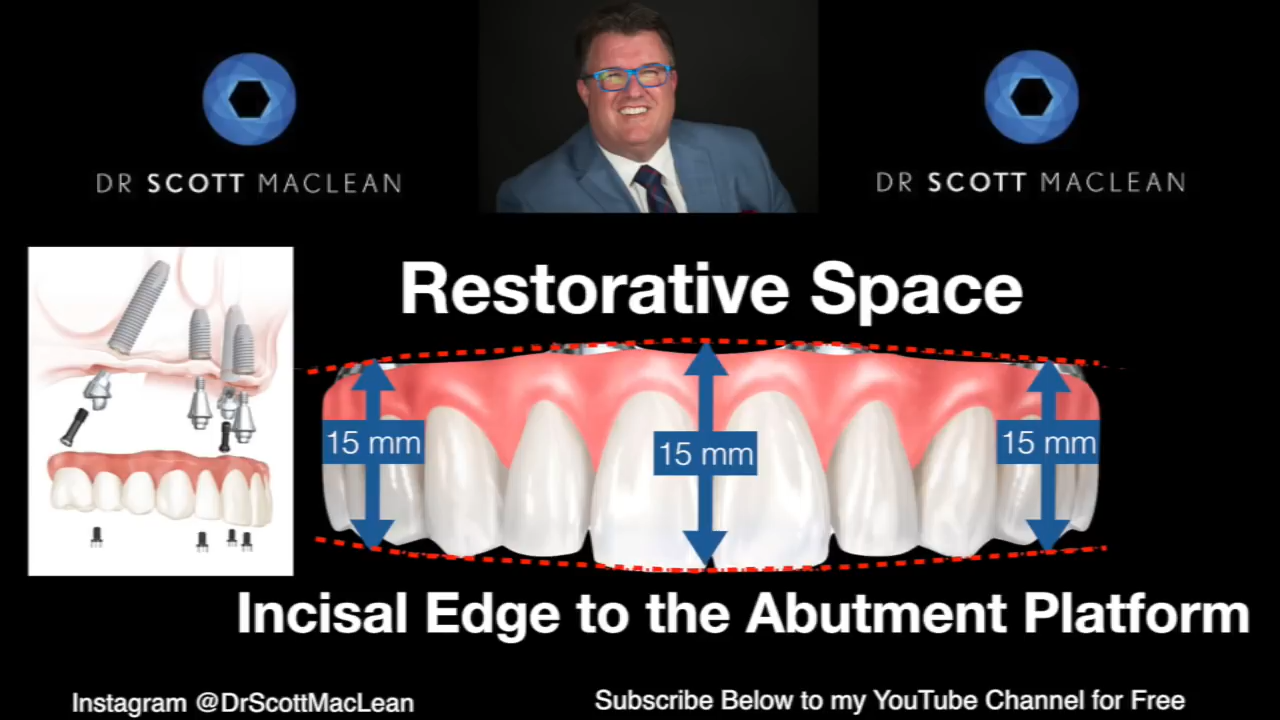 DR SCOTT MACLEAN
DR SCOTT MACLEAN
Restorative Space
15 mm
15 mm
15 mm
Incisal Edge to the Abutment Platform
Instagram @DrScottMacLean
Subscribe Below to my YouTube Channel for Free